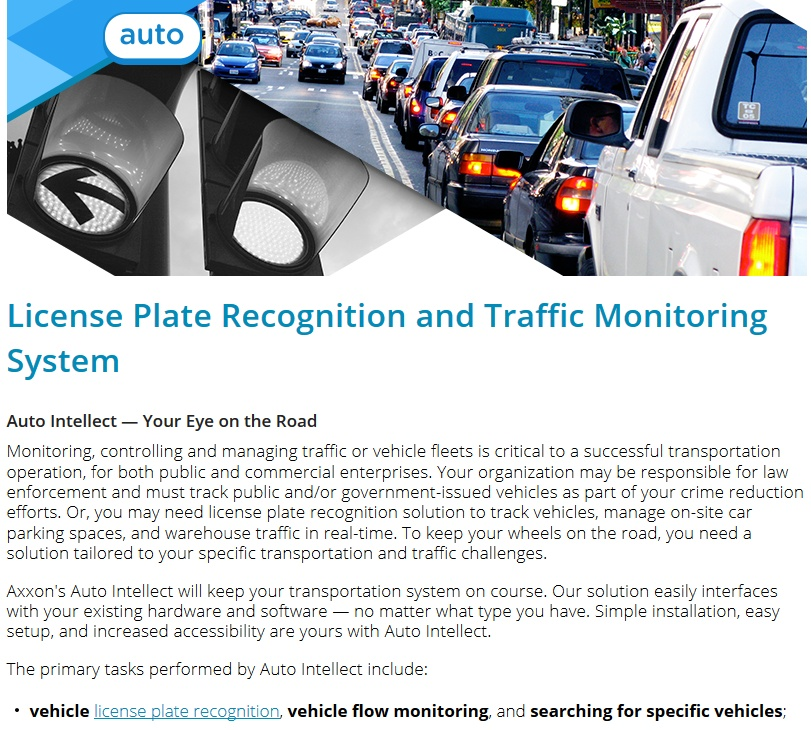 auto
TC
05
License Plate Recognition and Traffic Monitoring
System
Auto Intellect — Your Eye on the Road
Monitoring, controlling and managing traffic or vehicle fleets is critical to a successful transportation
operation, for both public and commercial enterprises. Your organization may be responsible for law
enforcement and must track public and/or government-issued vehicles as part of your crime reduction
efforts. Or, you may need license plate recognition solution to track vehicles, manage on-site car
parking spaces, and warehouse traffic in real-time. To keep your wheels on the road, you need a
solution tailored to your specific transportation and traffic challenges.
Axxon's Auto Intellect will keep your transportation system on course. Our solution easily interfaces
with your existing hardware and software — no matter what type you have. Simple installation, easy
setup, and increased accessibility are yours with Auto Intellect.
The primary tasks performed by Auto Intellect include:
• vehicle license plate recognition, vehicle flow monitoring, and searching for specific vehicles;